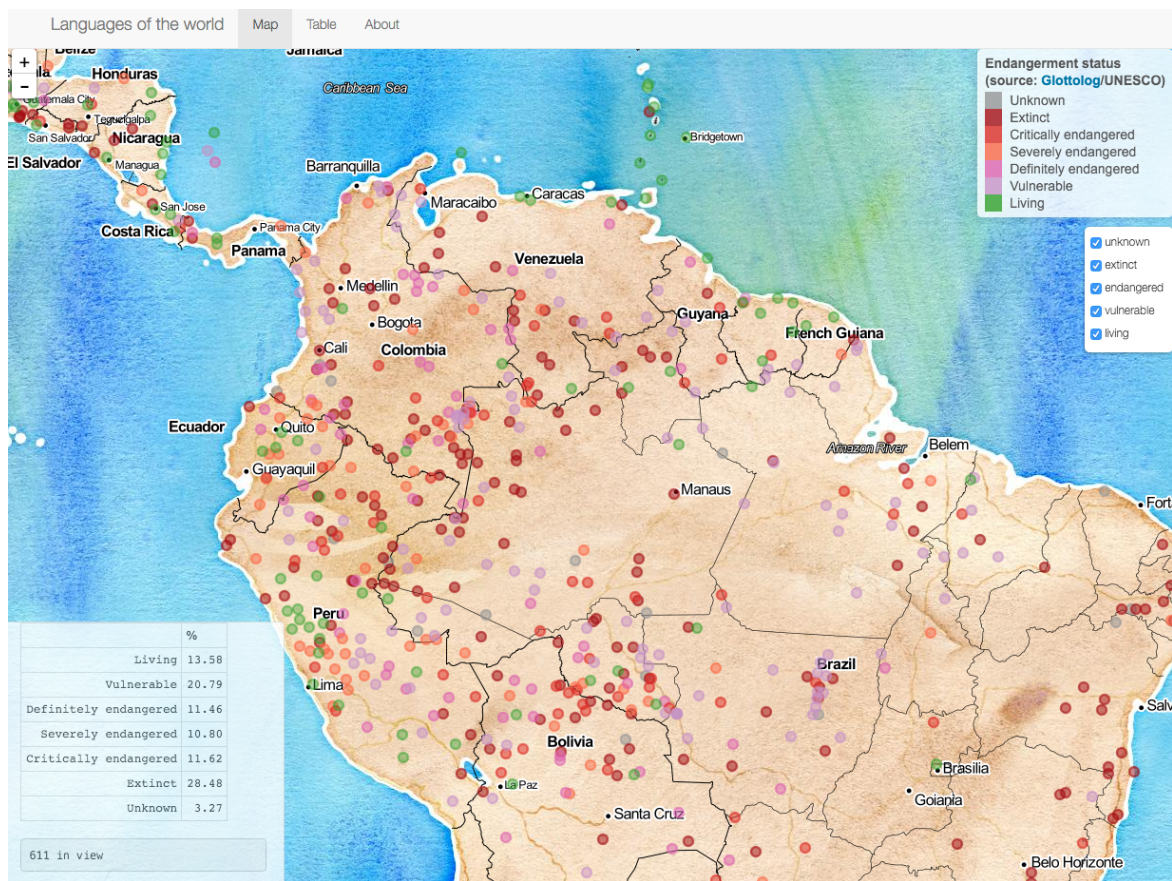 Languages of the world
Map
Table
About
+
-
Belize
Jamaica
Honduras
Guatemala City
Tegucigalpa
San Salvador
Nicaragua
El Salvador
Managua
San Jose
Costa Rica
Panama City
Panama
Caribbean Sea
Bridgetown
Barranquilla
Maracaibo
Caracas
Venezuela
Medellin
Bogota
Cali
Colombia
Guyana
French Guiana
Ecuador
Quito
Guayaquil
Amazon River
Belem
Manaus
Fort
Peru
Lima
Brazil
Salv
Bolivia
La Paz
Brasilia
Goiania
Santa Cruz
Belo Horizonte
Endangerment status
(source: Glottolog/UNESCO)
Unknown
Extinct
Critically endangered
Severely endangered
Definitely endangered
Vulnerable
Living
unknown
extinct
endangered
vulnerable
living
%
Living 13.58
Vulnerable 20.79
Definitely endangered 11.46
Severely endangered 10.80
Critically endangered 11.62
Extinct 28.48
Unknown 3.27
611 in view